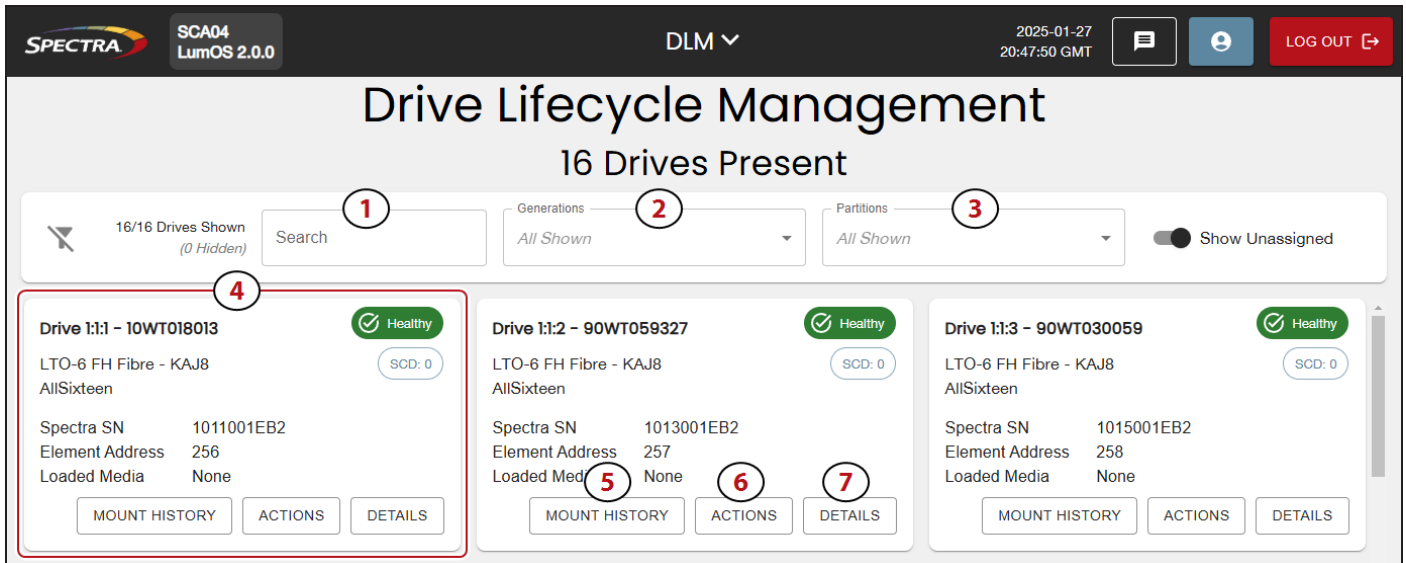 SPECTRA
SCA04
LumOS 2.0.0
DLM
2025-01-27
20:47:50 GMT
LOG OUT
Drive Lifecycle Management
16 Drives Present
16/16 Drives Shown
(0 Hidden)
1
Search
Generations
2
All Shown
Partitions
3
All Shown
Show Unassigned
4
Drive 1:1:1 - 10WT018013
Healthy
LTO-6 FH Fibre - KAJ8
SCD: 0
AllSixteen
Spectra SN 1011001EB2
Element Address 256
Loaded Media None
MOUNT HISTORY ACTIONS DETAILS
Drive 1:1:2 - 90WT059327
Healthy
LTO-6 FH Fibre - KAJ8
SCD: 0
AllSixteen
Spectra SN 1013001EB2
Element Address 257
Loaded Med None
5 6 7
MOUNT HISTORY ACTIONS DETAILS
Drive 1:1:3 - 90WT030059
Healthy
LTO-6 FH Fibre - KAJ8
SCD: 0
AllSixteen
Spectra SN 1015001EB2
Element Address 258
Loaded Media None
MOUNT HISTORY ACTIONS DETAILS